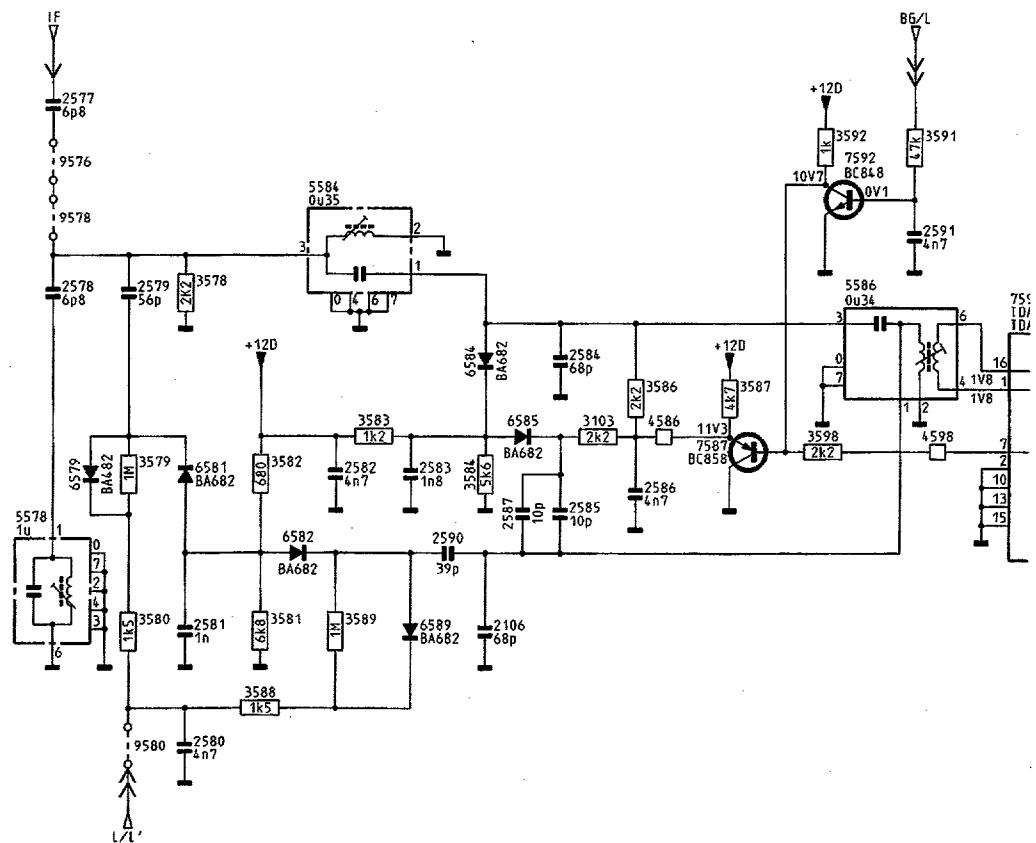 IF
BG/L
2577
6p8
+12D
3592
1k
3591
47k
9576
7592
BC848
10V7
0V1
5584
0u35
9578
2
3
1
2591
4n7
2578
6p8
2579
56p
3578
2K2
0 4 6 7
5586
0u34
3
6
16
1V8
1
1V8
4
0
7
1 2
+12D
6584
BA682
2584
68p
+12D
3586
2k2
3587
4k7
3583
1k2
6585
BA682
3103
2k2
4586
11V3
7587
BC858
3598
2k2
4598
7
2
10
13
15
6579
BA482
3579
1M
6581
BA682
3582
680
2582
4n7
2583
1n8
3584
5k6
2587
10p
2585
10p
2586
4n7
5578
1u
1
0
7
2
4
3
6
6582
BA682
2590
39p
3580
1k5
2581
1n
3581
6k8
3589
1M
6589
BA682
2106
68p
3588
1k5
9580
2580
4n7
L/L'